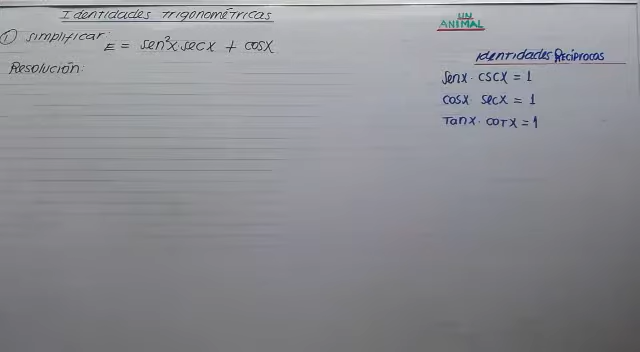 Identidades trigonométricas
① simplificar:
E = sen²x.secx + cosx
Resolución:
UN
ANIMAL
Identidades Recíprocas
senx. cscx = 1
cosx. secx = 1
Tanx. cotx = 1